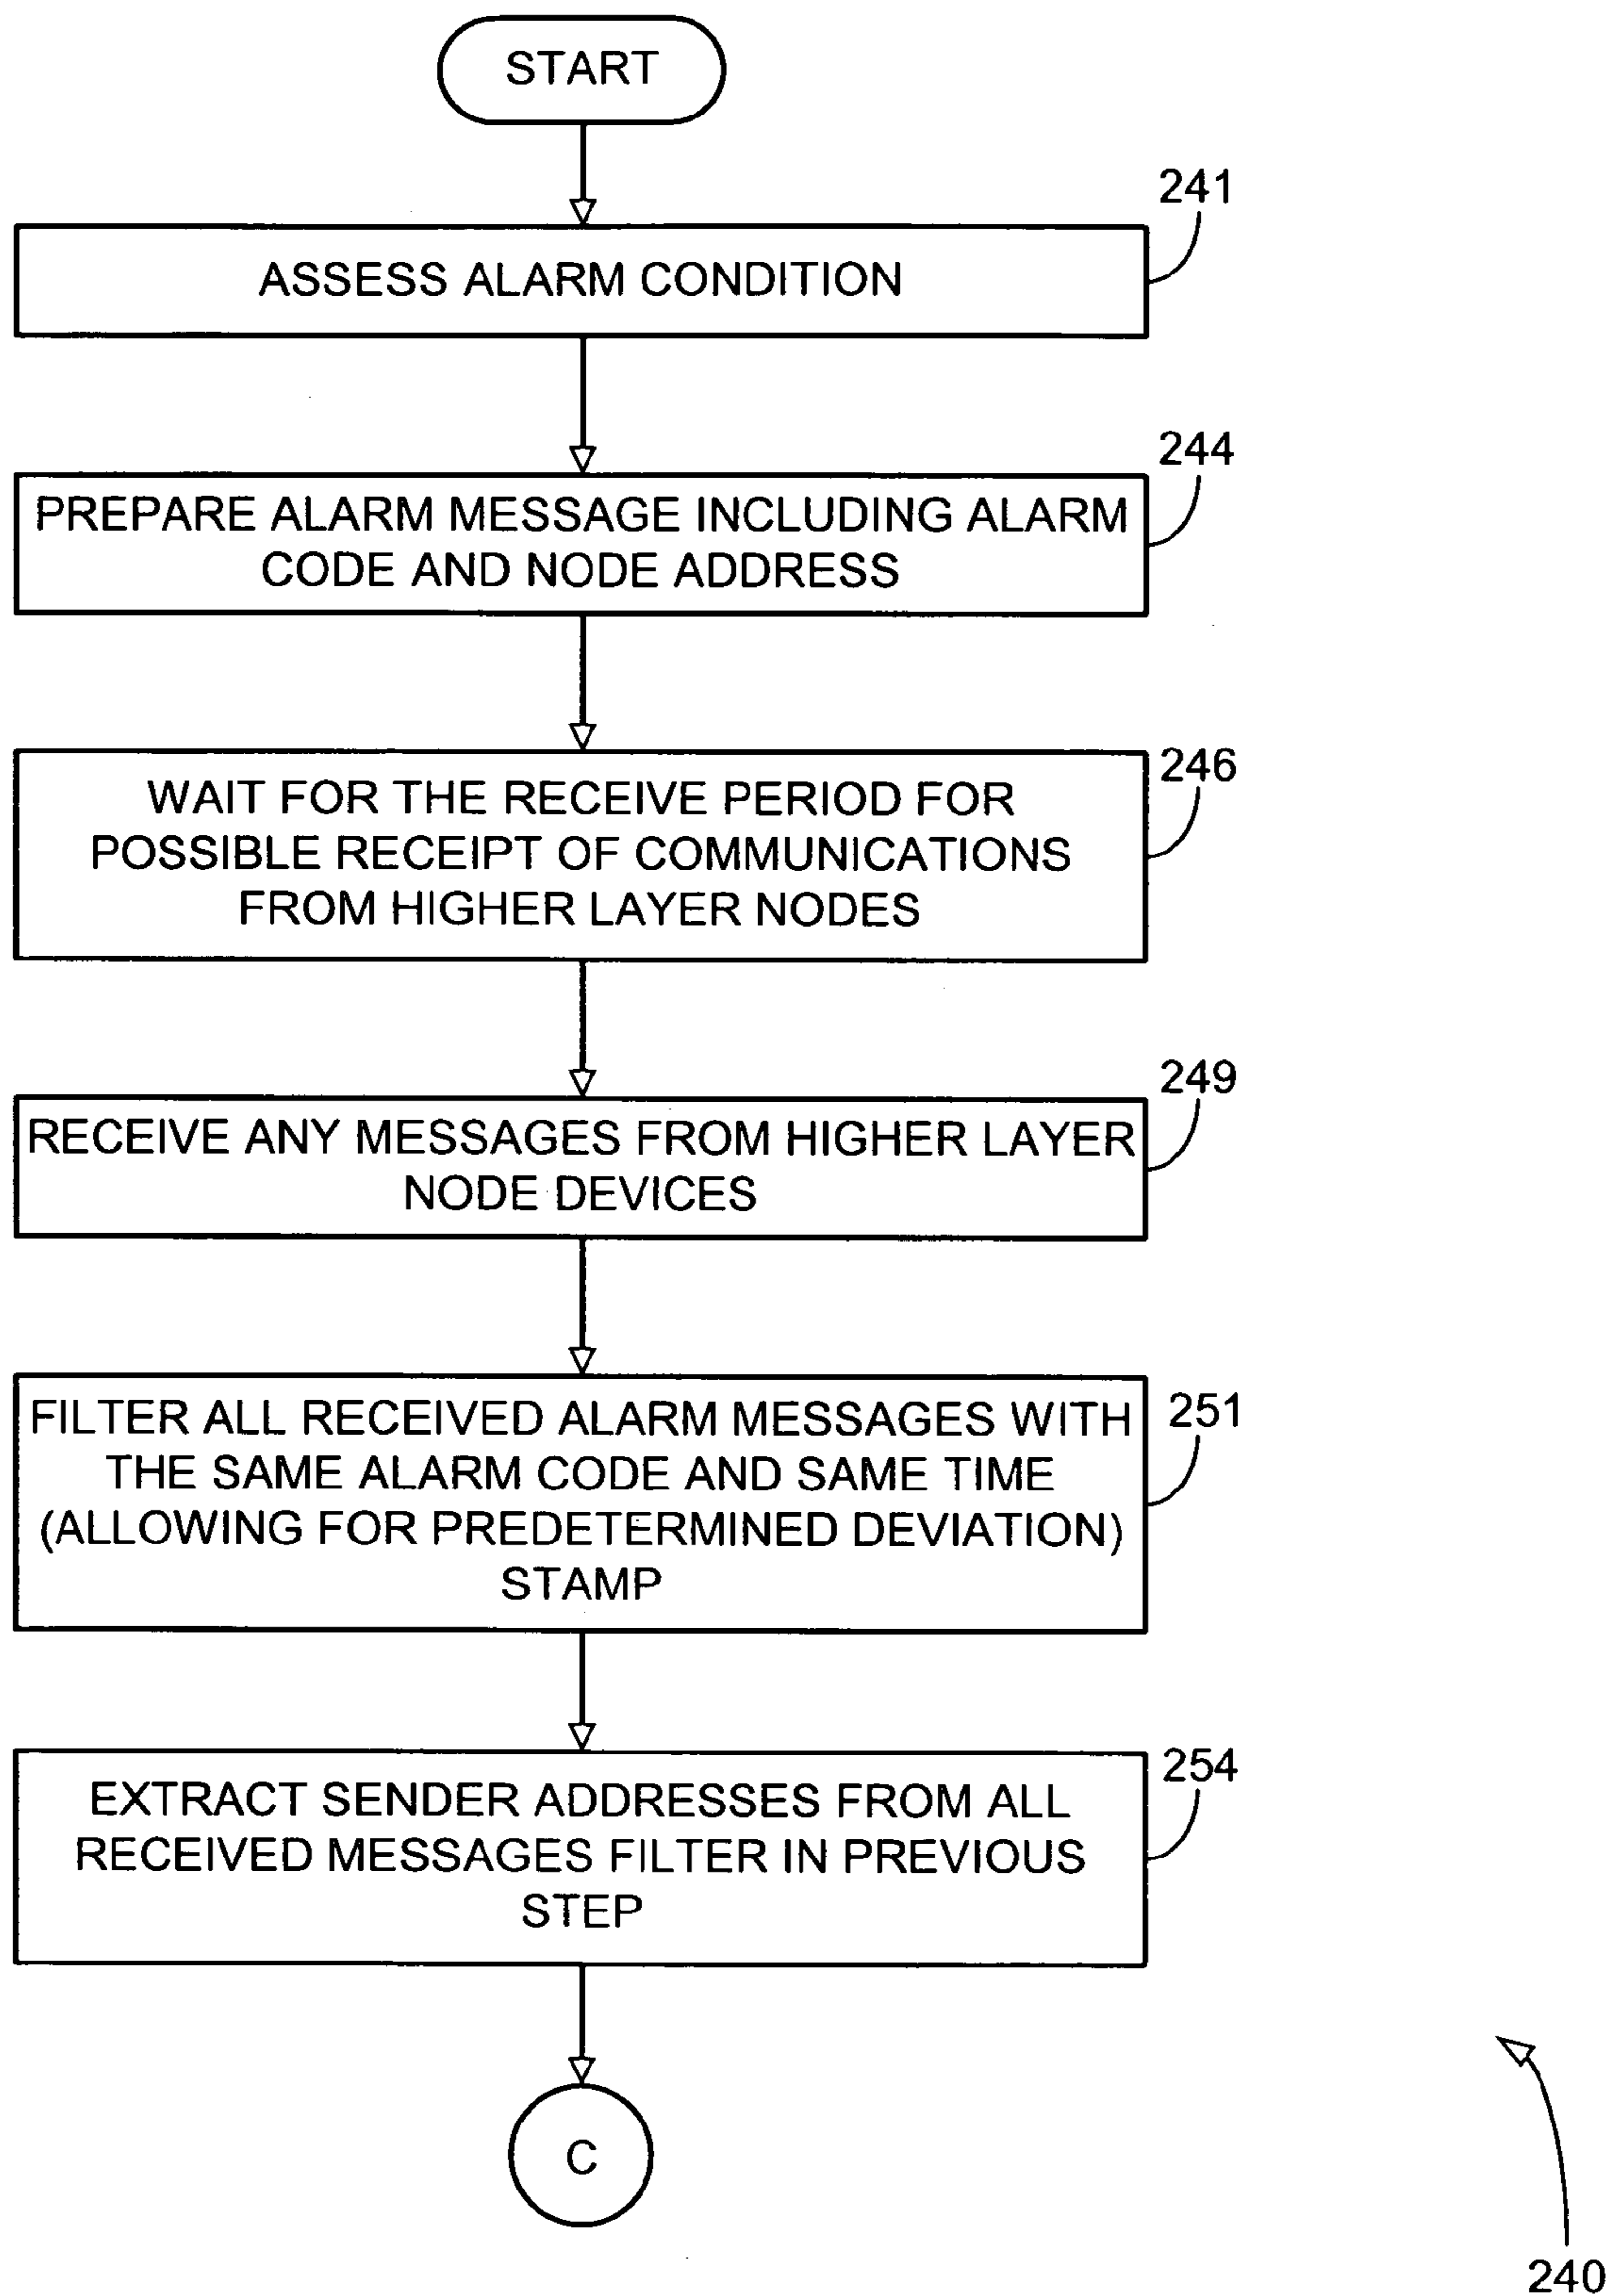 START
241
ASSESS ALARM CONDITION
244
PREPARE ALARM MESSAGE INCLUDING ALARM
CODE AND NODE ADDRESS
246
WAIT FOR THE RECEIVE PERIOD FOR
POSSIBLE RECEIPT OF COMMUNICATIONS
FROM HIGHER LAYER NODES
249
RECEIVE ANY MESSAGES FROM HIGHER LAYER
NODE DEVICES
251
FILTER ALL RECEIVED ALARM MESSAGES WITH
THE SAME ALARM CODE AND SAME TIME
(ALLOWING FOR PREDETERMINED DEVIATION)
STAMP
254
EXTRACT SENDER ADDRESSES FROM ALL
RECEIVED MESSAGES FILTER IN PREVIOUS
STEP
C
240